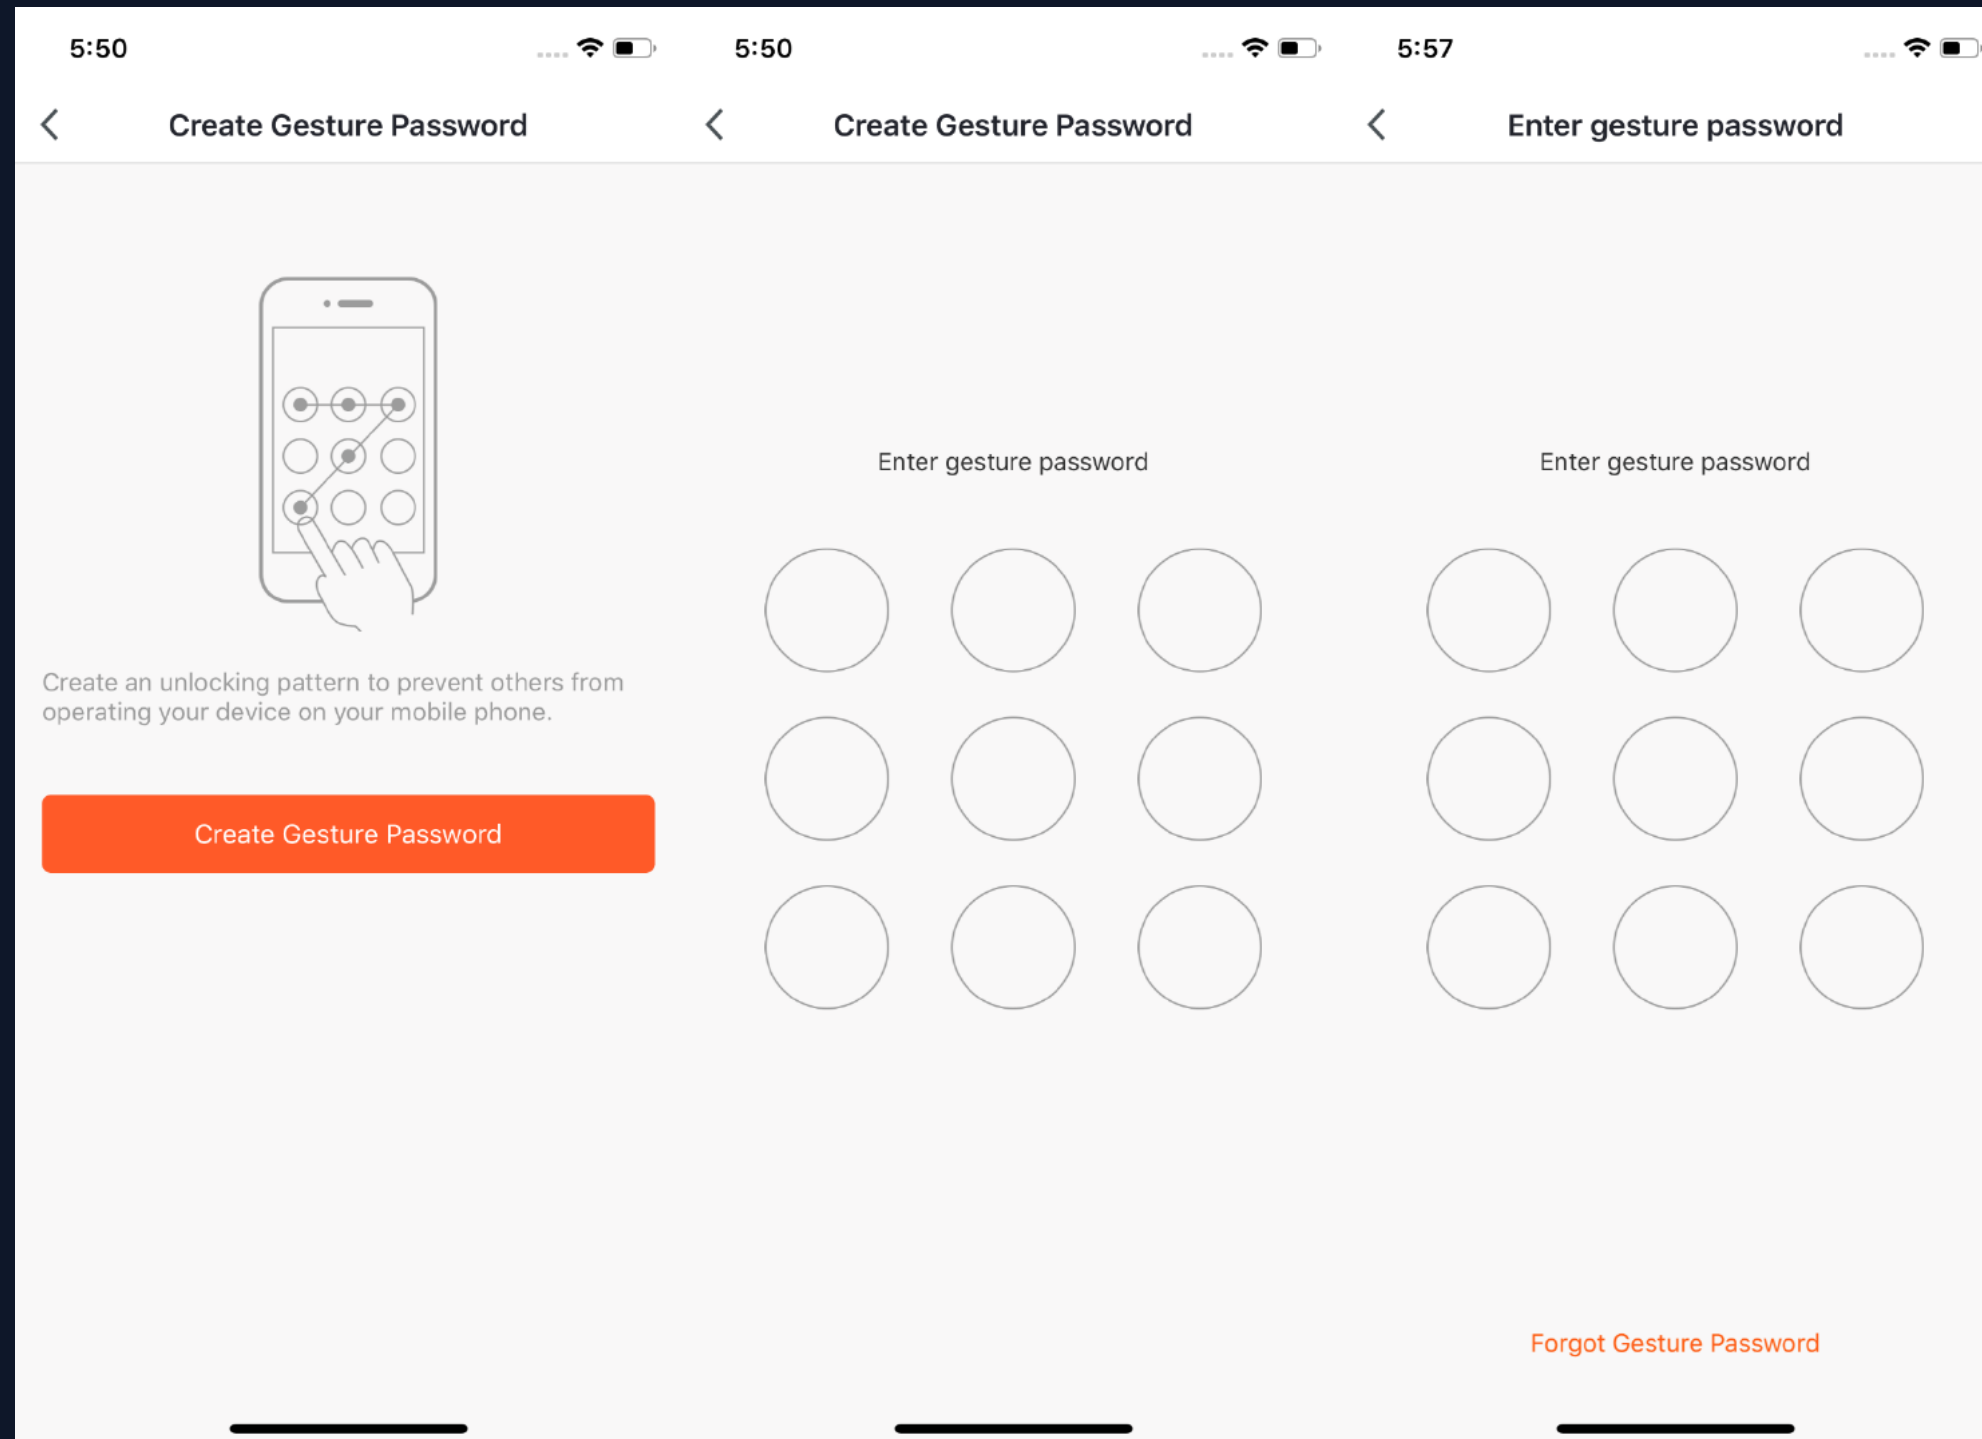 5:50
Create Gesture Password
Create an unlocking pattern to prevent others from
operating your device on your mobile phone.
Create Gesture Password
5:50
Create Gesture Password
Enter gesture password
5:57
Enter gesture password
Enter gesture password
Forgot Gesture Password